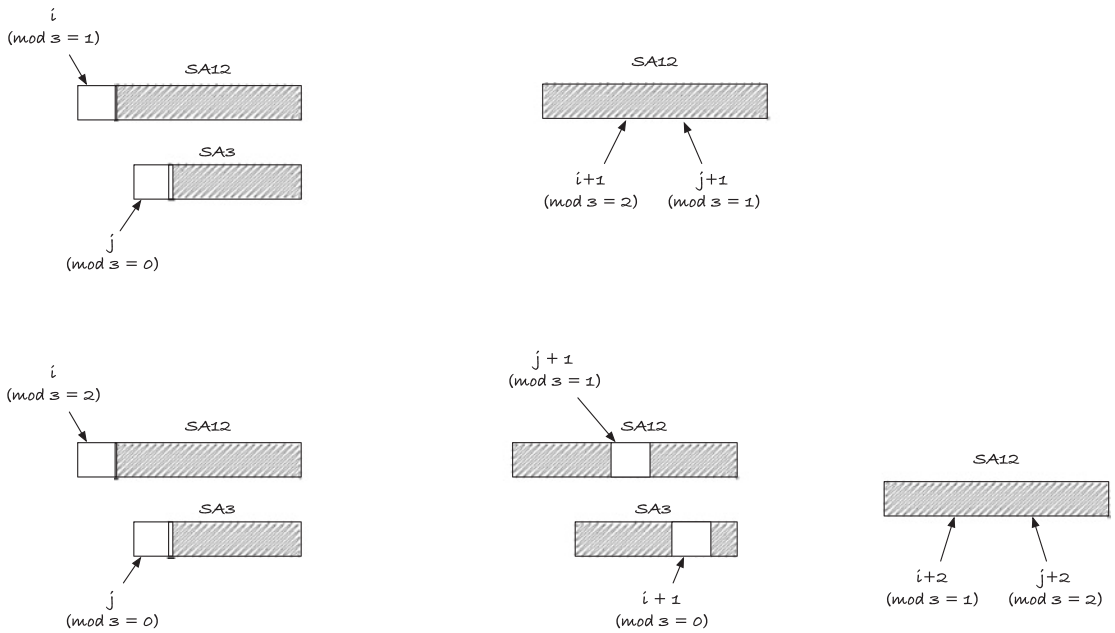 i
(mod 3 = 1)
SA12
SA3
j
(mod 3 = 0)
SA12
i+1
(mod 3 = 2)
j+1
(mod 3 = 1)
i
(mod 3 = 2)
SA12
SA3
j
(mod 3 = 0)
j + 1
(mod 3 = 1)
SA12
SA3
i + 1
(mod 3 = 0)
SA12
i+2
(mod 3 = 1)
j+2
(mod 3 = 2)